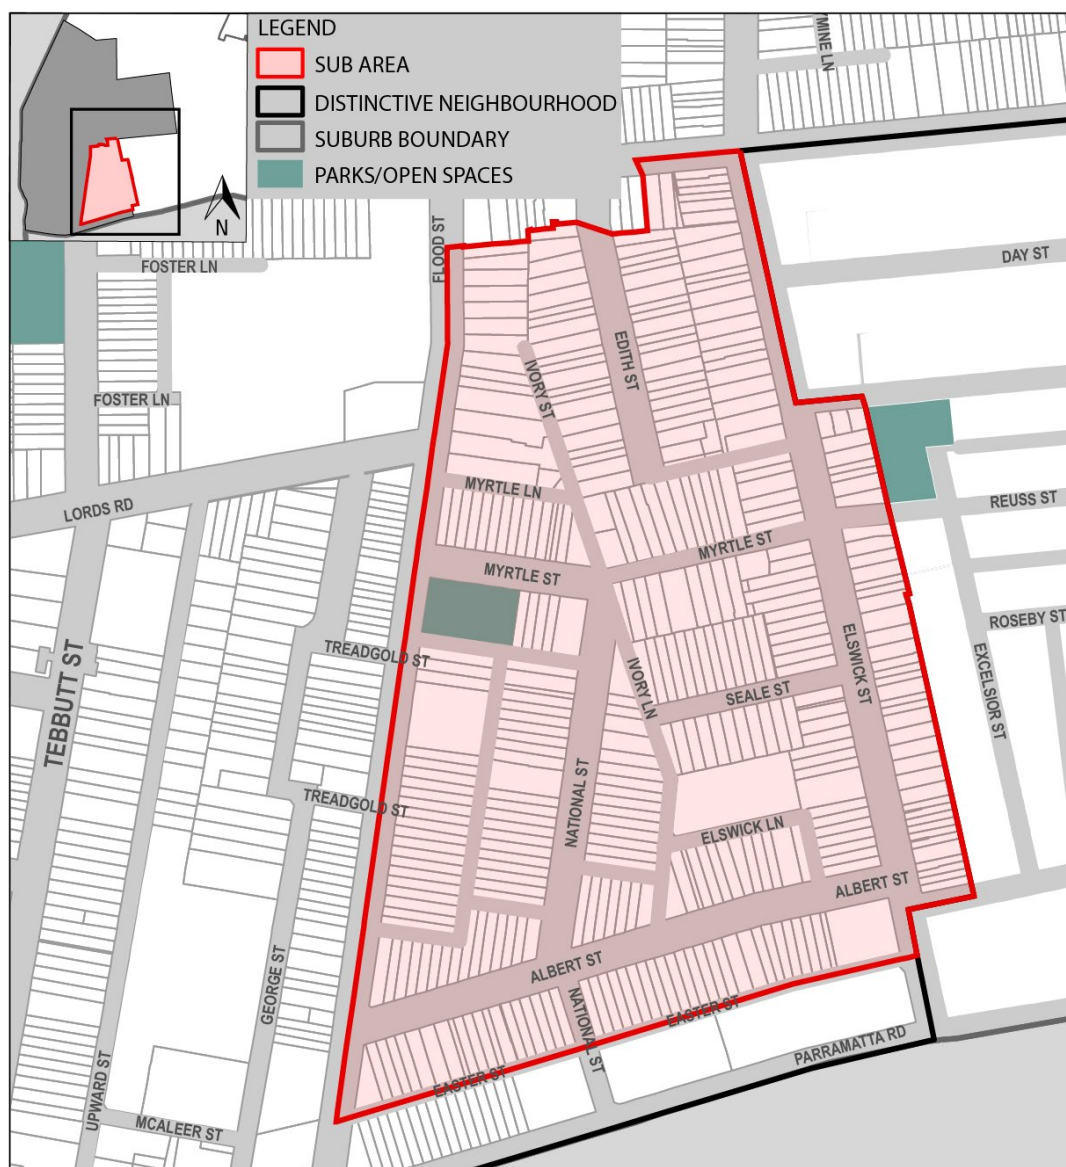 LEGEND
SUB AREA
DISTINCTIVE NEIGHBOURHOOD
SUBURB BOUNDARY
PARKS/OPEN SPACES
N
MINE LN
FLOOD ST
FOSTER LN
DAY ST
EDITH ST
IVORY ST
FOSTER LN
MYRTLE LN
REUSS ST
LORDS RD
MYRTLE ST
MYRTLE ST
ROSEBY ST
TREADGOLD ST
ELSWICK ST
EXCELSIOR ST
IVORY LN
TEBBUTT ST
SEALE ST
TREADGOLD ST
NATIONAL ST
ELSWICK LN
ALBERT ST
ALBERT ST
GEORGE ST
NATIONAL ST
EASTER ST
PARRAMATTA RD
EASTER ST
UPWARD ST
MCALEER ST